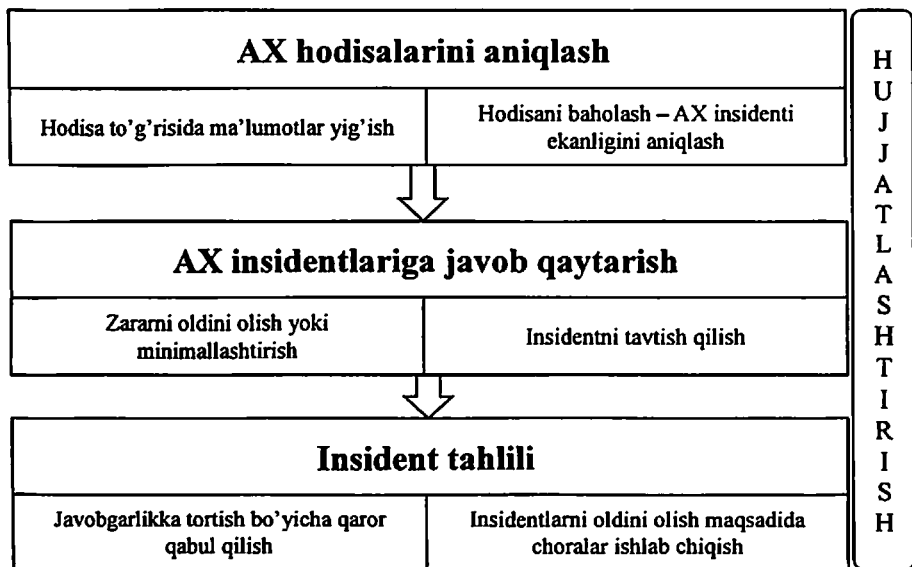 AX hodisalarini aniqlash
Hodisa to'g'risida ma'lumotlar yig'ish
Hodisani baholash – AX insidenti
ekanligini aniqlash
AX insidentlariga javob qaytarish
Zararni oldini olish yoki
minimallashtirish
Insidentni tavtish qilish
Insident tahlili
Javobgarlikka tortish bo'yicha qaror
qabul qilish
Insidentlarni oldini olish maqsadida
choralar ishlab chiqish
H
U
J
J
A
T
L
A
S
H
T
I
R
I
S
H